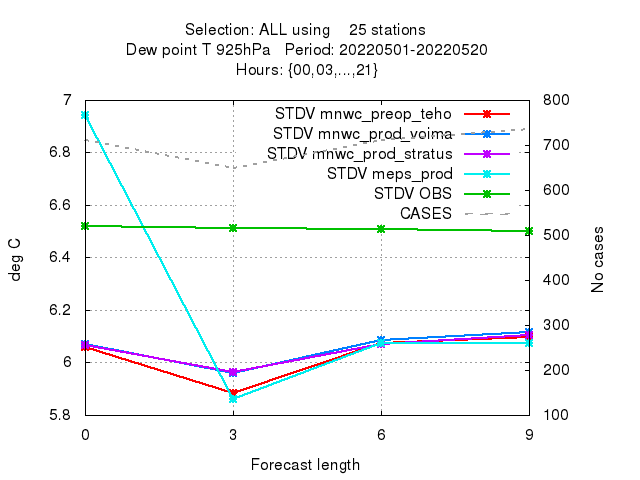 Selection: ALL using    25 stations
Dew point T 925hPa   Period: 20220501-20220520
Hours: {00,03,...,21}
7
800
STDV mnwc_preop_teho
STDV mnwc_prod_voima
700
6.8
STDV mnwc_prod_stratus
STDV meps_prod
600
6.6
STDV OBS
CASES
500
6.4
deg C
No cases
400
6.2
300
6
200
5.8
100
0
3
6
9
Forecast length